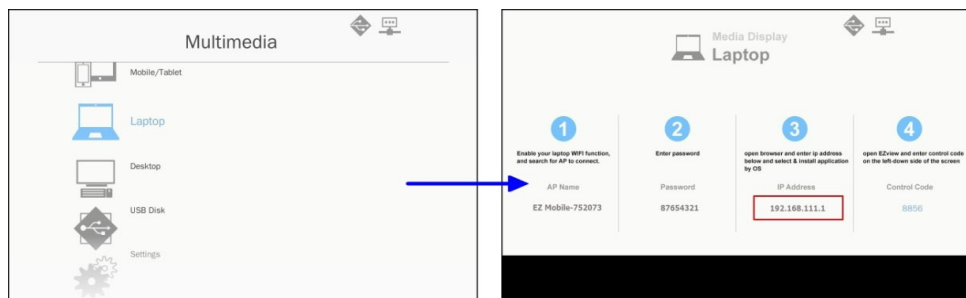 Multimedia
Mobile/Tablet
Laptop
Desktop
USB Disk
Settings
Media Display
Laptop
1
Enable your laptop WIFI function,
and search for AP to connect.
AP Name
EZ Mobile-752073
2
Enter password
Password
87654321
3
open browser and enter ip address
below and select & install application
by OS
IP Address
192.168.111.1
4
open EZview and enter control code
on the left-down side of the screen
Control Code
8856